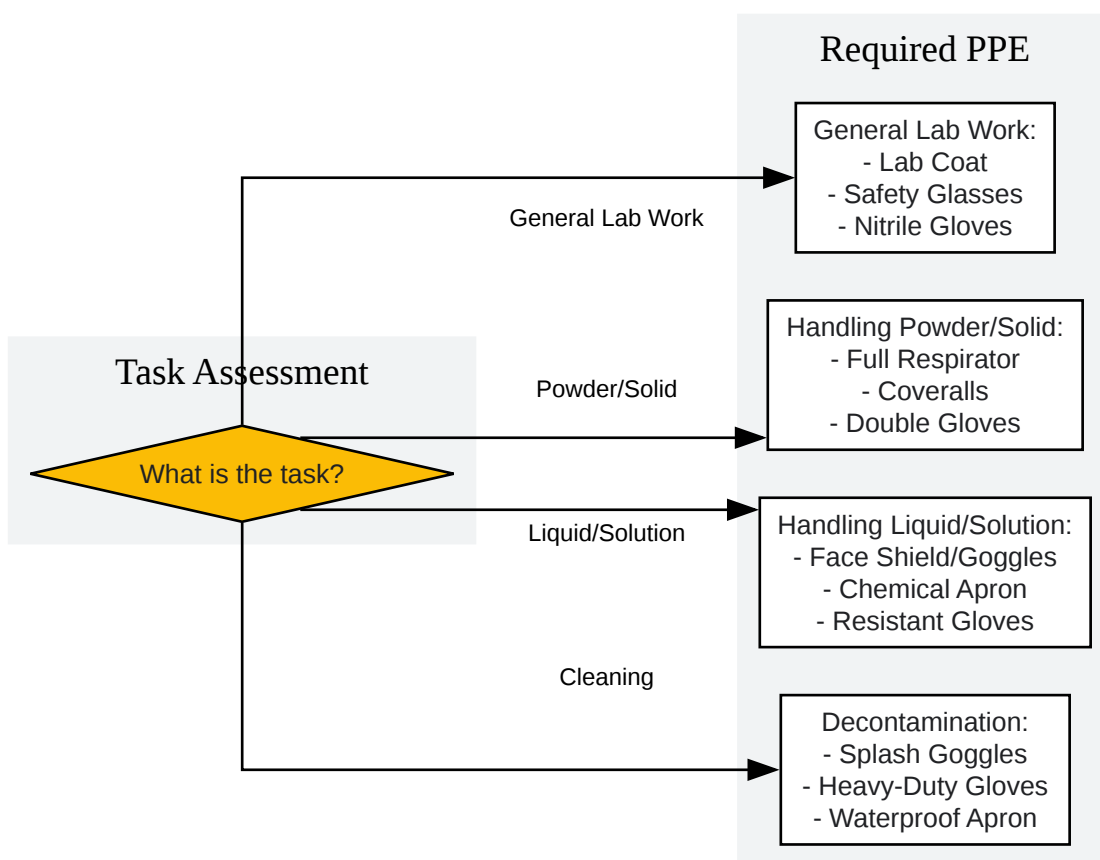 Required PPE
General Lab Work:
- Lab Coat
- Safety Glasses
- Nitrile Gloves
General Lab Work
Handling Powder/Solid:
- Full Respirator
- Coveralls
- Double Gloves
Task Assessment
Powder/Solid
What is the task?
Liquid/Solution
Handling Liquid/Solution:
- Face Shield/Goggles
- Chemical Apron
- Resistant Gloves
Cleaning
Decontamination:
- Splash Goggles
- Heavy-Duty Gloves
- Waterproof Apron